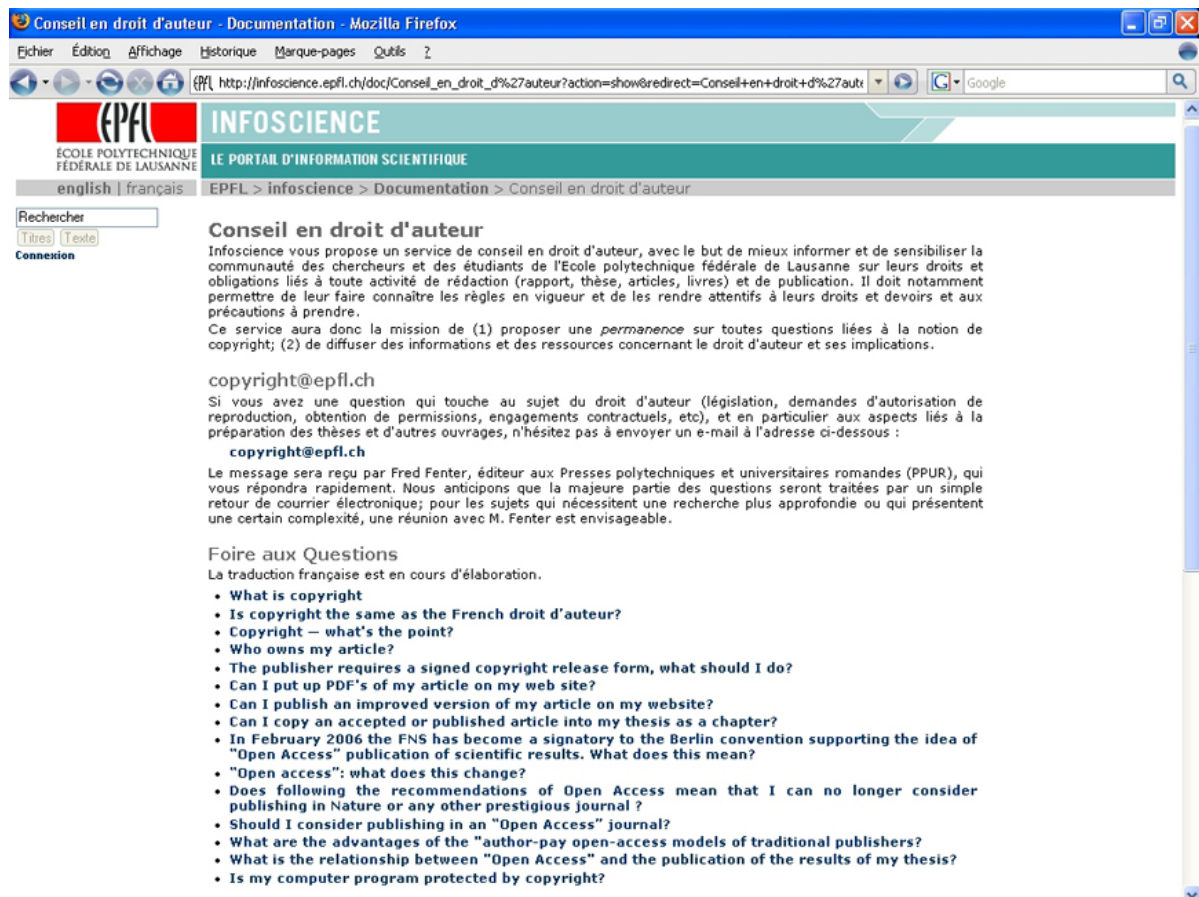 Conseil en droit d'auteur - Documentation - Mozilla Firefox
Fichier Édition Affichage Historique Marque-pages Outils ?
http://infoscience.epfl.ch/doc/Conseil_en_droit_d%27auteur?action=show&redirect=Conseil+en+droit+d%27aute
Google
EPFL
INFOSCIENCE
ÉCOLE POLYTECHNIQUE
FÉDÉRALE DE LAUSANNE
LE PORTAIL D'INFORMATION SCIENTIFIQUE
english | français
EPFL > infoscience > Documentation > Conseil en droit d'auteur
Rechercher
Titres Texte
Connexion
Conseil en droit d'auteur
Infoscience vous propose un service de conseil en droit d'auteur, avec le but de mieux informer et de sensibiliser la
communauté des chercheurs et des étudiants de l'Ecole polytechnique fédérale de Lausanne sur leurs droits et
obligations liés à toute activité de rédaction (rapport, thèse, articles, livres) et de publication. Il doit notamment
permettre de leur faire connaître les règles en vigueur et de les rendre attentifs à leurs droits et devoirs et aux
précautions à prendre.
Ce service aura donc la mission de (1) proposer une permanence sur toutes questions liées à la notion de
copyright; (2) de diffuser des informations et des ressources concernant le droit d'auteur et ses implications.
copyright@epfl.ch
Si vous avez une question qui touche au sujet du droit d'auteur (législation, demandes d'autorisation de
reproduction, obtention de permissions, engagements contractuels, etc), et en particulier aux aspects liés à la
préparation des thèses et d'autres ouvrages, n'hésitez pas à envoyer un e-mail à l'adresse ci-dessous :
copyright@epfl.ch
Le message sera reçu par Fred Fenter, éditeur aux Presses polytechniques et universitaires romandes (PPUR), qui
vous répondra rapidement. Nous anticipons que la majeure partie des questions seront traitées par un simple
retour de courrier électronique; pour les sujets qui nécessitent une recherche plus approfondie ou qui présentent
une certain complexité, une réunion avec M. Fenter est envisageable.
Foire aux Questions
La traduction française est en cours d'élaboration.
• What is copyright
• Is copyright the same as the French droit d'auteur?
• Copyright — what's the point?
• Who owns my article?
• The publisher requires a signed copyright release form, what should I do?
• Can I put up PDF's of my article on my web site?
• Can I publish an improved version of my article on my website?
• Can I copy an accepted or published article into my thesis as a chapter?
• In February 2006 the FNS has become a signatory to the Berlin convention supporting the idea of
"Open Access" publication of scientific results. What does this mean?
• "Open access": what does this change?
• Does following the recommendations of Open Access mean that I can no longer consider
publishing in Nature or any other prestigious journal ?
• Should I consider publishing in an "Open Access" journal?
• What are the advantages of the "author-pay open-access models of traditional publishers?
• What is the relationship between "Open Access" and the publication of the results of my thesis?
• Is my computer program protected by copyright?